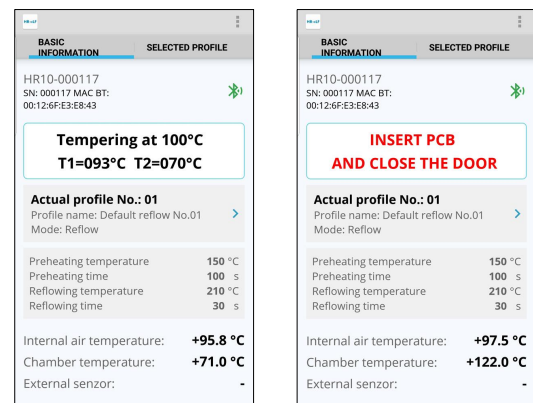 BASIC
INFORMATION
SELECTED PROFILE
HR10-000117
SN: 000117 MAC BT:
00:12:6F:E3:E8:43
Tempering at 100°C
T1=093°C T2=070°C
Actual profile No.: 01
Profile name: Default reflow No.01
Mode: Reflow
Preheating temperature 150 °C
Preheating time 100 s
Reflowing temperature 210 °C
Reflowing time 30 s
Internal air temperature: +95.8 °C
Chamber temperature: +71.0 °C
External senzor: -
BASIC
INFORMATION
SELECTED PROFILE
HR10-000117
SN: 000117 MAC BT:
00:12:6F:E3:E8:43
INSERT PCB
AND CLOSE THE DOOR
Actual profile No.: 01
Profile name: Default reflow No.01
Mode: Reflow
Preheating temperature 150 °C
Preheating time 100 s
Reflowing temperature 210 °C
Reflowing time 30 s
Internal air temperature: +97.5 °C
Chamber temperature: +122.0 °C
External senzor: -